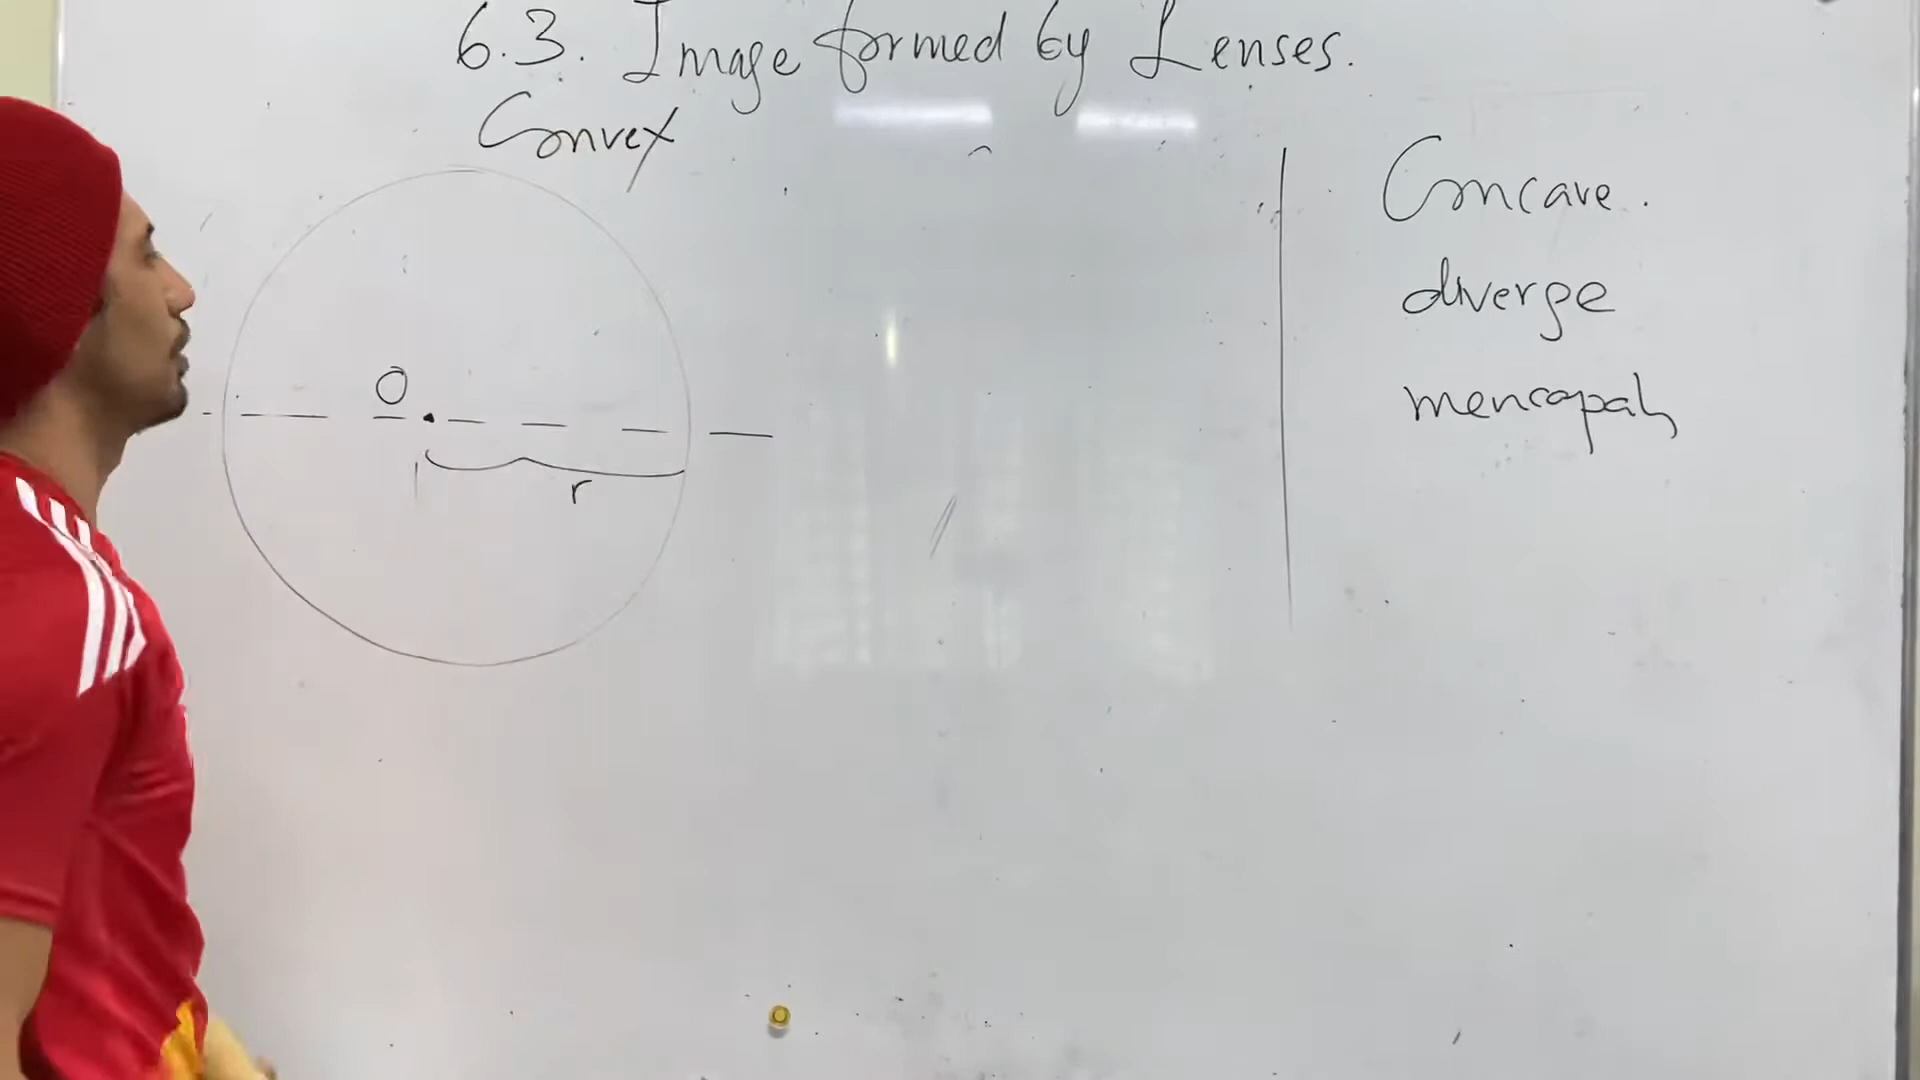 6.3. Image formed by Lenses.
Convex
O
r
Concave.
diverge
mencapah